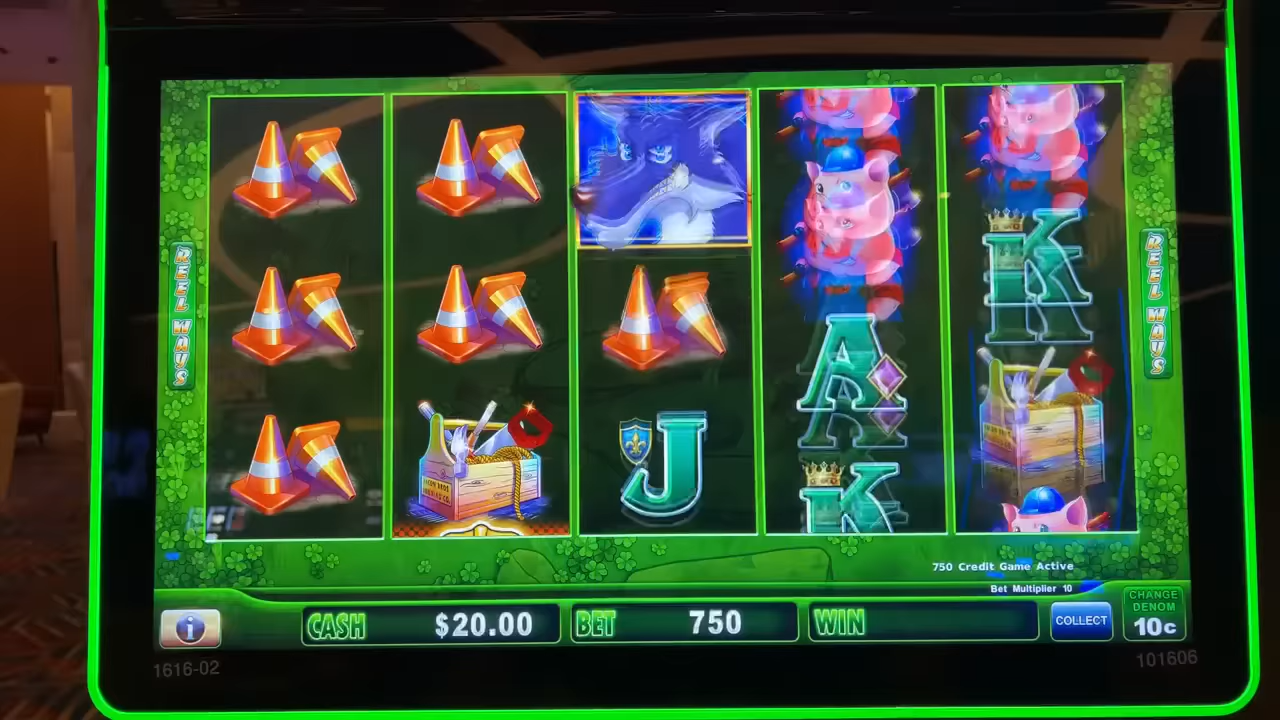 REEL WAYS
REEL WAYS
K
A
J
K
750 Credit Game Active
Bet Multiplier 10
CHANGE
DENOM
10c
CASH $20.00 BET 750 WIN COLLECT
i
1616-02
101606